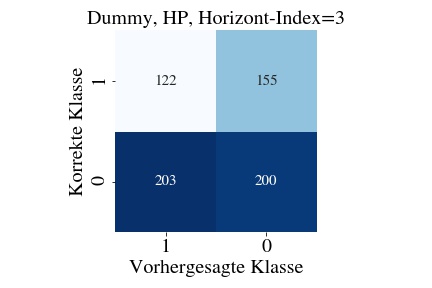 Dummy, HP, Horizont-Index=3
Korrekte Klasse
1
122
155
0
203
200
1
0
Vorhergesagte Klasse